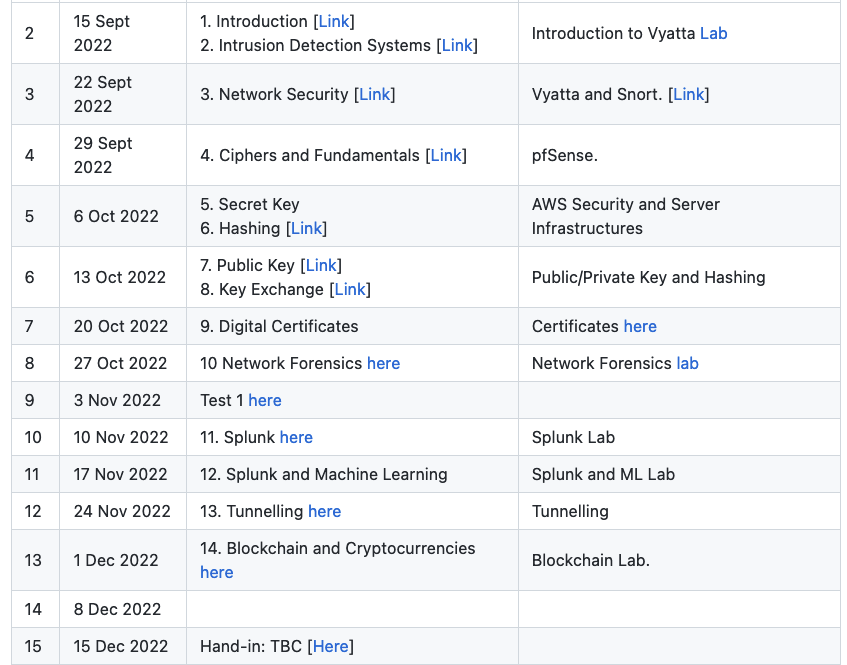 2
15 Sept
2022
1. Introduction [Link]
2. Intrusion Detection Systems [Link]
Introduction to Vyatta Lab
3
22 Sept
2022
3. Network Security [Link]
Vyatta and Snort. [Link]
4
29 Sept
2022
4. Ciphers and Fundamentals [Link]
pfSense.
5
6 Oct 2022
5. Secret Key
6. Hashing [Link]
AWS Security and Server
Infrastructures
6
13 Oct 2022
7. Public Key [Link]
8. Key Exchange [Link]
Public/Private Key and Hashing
7
20 Oct 2022
9. Digital Certificates
Certificates here
8
27 Oct 2022
10 Network Forensics here
Network Forensics lab
9
3 Nov 2022
Test 1 here
10
10 Nov 2022
11. Splunk here
Splunk Lab
11
17 Nov 2022
12. Splunk and Machine Learning
Splunk and ML Lab
12
24 Nov 2022
13. Tunnelling here
Tunnelling
13
1 Dec 2022
14. Blockchain and Cryptocurrencies
here
Blockchain Lab.
14
8 Dec 2022
15
15 Dec 2022
Hand-in: TBC [Here]